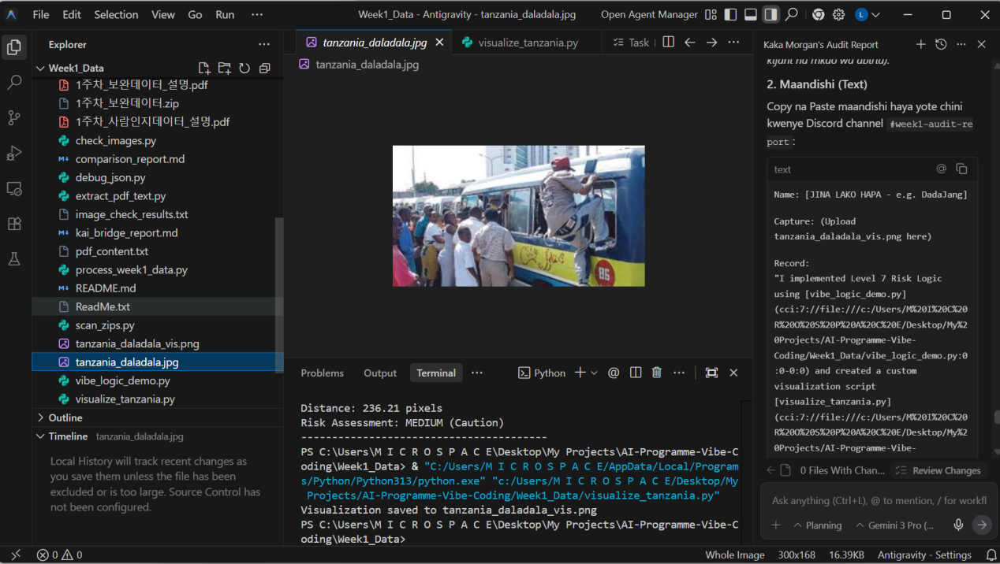 File Edit Selection View Go Run ··· Week1_Data - Antigravity - tanzania_daladala.jpg Open Agent Manager L
Explorer ···
Week1_Data
1주차_보완데이터_설명.pdf
1주차_보완데이터.zip
1주차_사람인지데이터_설명.pdf
check_images.py
comparison_report.md
debug_json.py
extract_pdf_text.py
image_check_results.txt
kai_bridge_report.md
pdf_content.txt
process_week1_data.py
README.md
ReadMe.txt
scan_zips.py
tanzania_daladala_vis.png
tanzania_daladala.jpg
vibe_logic_demo.py
visualize_tanzania.py
Outline
Timeline tanzania_daladala.jpg
Local History will track recent changes as
you save them unless the file has been
excluded or is too large. Source Control has
not been configured.
tanzania_daladala.jpg visualize_tanzania.py Task ···
tanzania_daladala.jpg
86
Problems Output Terminal ··· Python ···
Distance: 236.21 pixels
Risk Assessment: MEDIUM (Caution)
----------------------------------------
PS C:\Users\M I C R O S P A C E\Desktop\My Projects\AI-Programme-Vibe-C
oding\Week1_Data> & "C:/Users/M I C R O S P A C E/AppData/Local/Program
s/Python/Python313/python.exe" "c:/Users/M I C R O S P A C E/Desktop/My
Projects/AI-Programme-Vibe-Coding/Week1_Data/visualize_tanzania.py"
Visualization saved to tanzania_daladala_vis.png
PS C:\Users\M I C R O S P A C E\Desktop\My Projects\AI-Programme-Vibe-C
oding\Week1_Data>
Kaka Morgan's Audit Report ···
kijani na mkao wa abiria).
2. Maandishi (Text)
Copy na Paste maandishi haya yote chini
kwenye Discord channel #week1-audit-re
port :
text
Name: [JINA LAKO HAPA - e.g. DadaJang]
Capture: (Upload
tanzania_daladala_vis.png here)
Record:
"I implemented Level 7 Risk Logic
using [vibe_logic_demo.py]
(cci:7://file:///c:/Users/M%20I%20C%20
R%20O%20S%20P%20A%20C%20E/Desktop/My%2
0Projects/AI-Programme-Vibe-
Coding/Week1_Data/vibe_logic_demo.py:0
:0-0:0) and created a custom
visualization script
[visualize_tanzania.py]
(cci:7://file:///c:/Users/M%20I%20C%20
R%20O%20S%20P%20A%20C%20E/Desktop/My%2
0Projects/AI-Programme-Vibe-
0 Files With Chan... Review Changes
Ask anything (Ctrl+L), @ to mention, / for workfl
Planning Gemini 3 Pro (...
0 0 Whole Image 300x168 16.39KB Antigravity - Settings